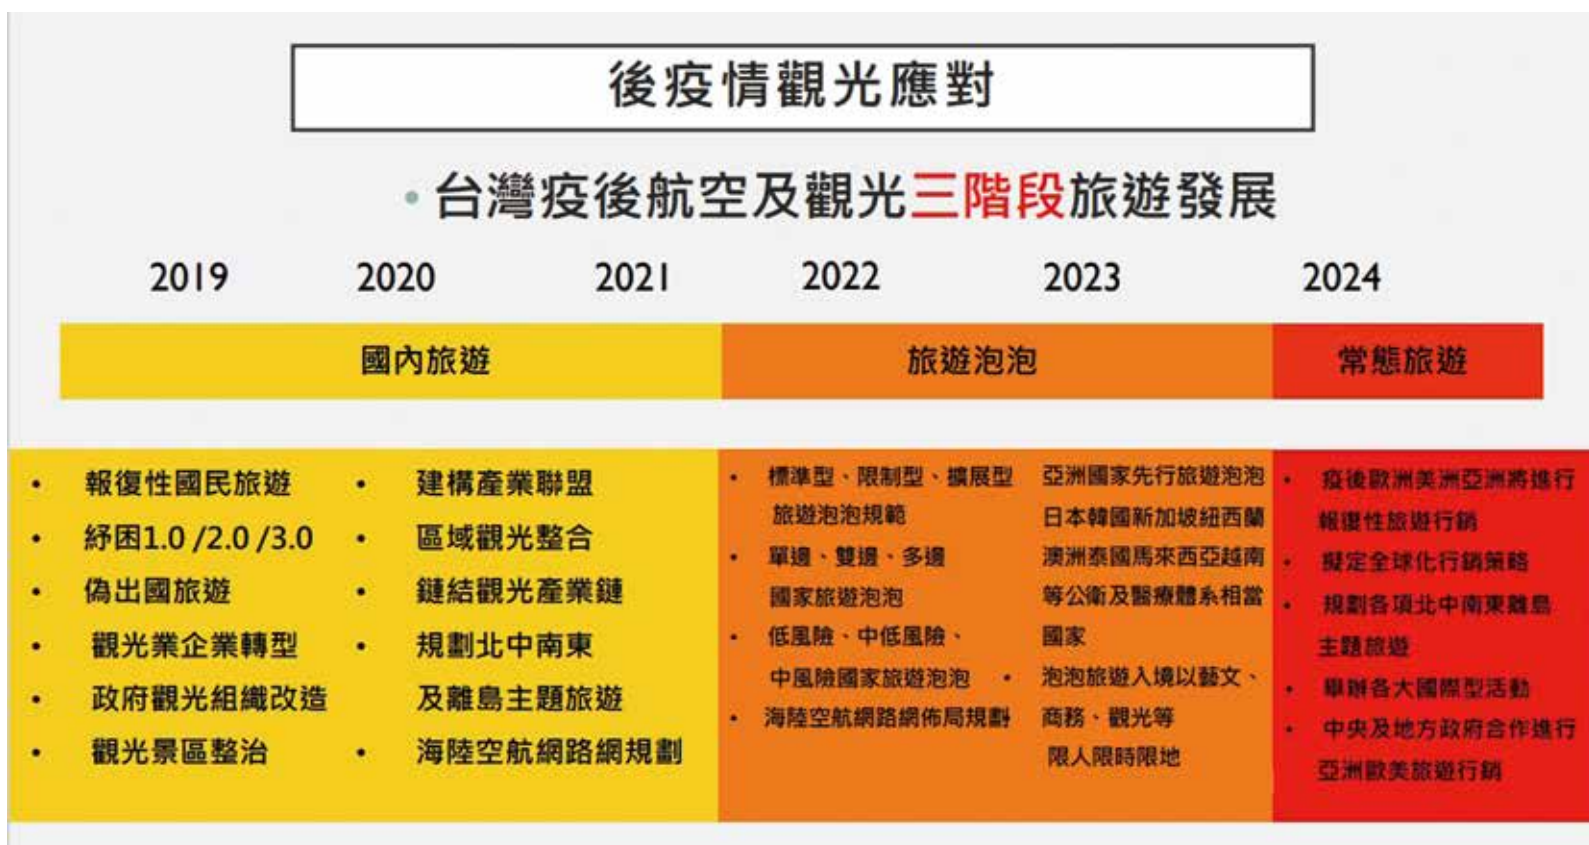 後疫情觀光應對
• 台灣疫後航空及觀光三階段旅遊發展
2019 2020 2021 2022 2023 2024
國內旅遊 旅遊泡泡 常態旅遊
• 報復性國民旅遊
• 紓困1.0 /2.0 /3.0
• 偽出國旅遊
• 觀光業企業轉型
• 政府觀光組織改造
• 觀光景區整治
• 建構產業聯盟
• 區域觀光整合
• 鏈結觀光產業鏈
• 規劃北中南東
及離島主題旅遊
• 海陸空航網路網規劃
• 標準型、限制型、擴展型
旅遊泡泡規範
• 單邊、雙邊、多邊
國家旅遊泡泡
• 低風險、中低風險、
中風險國家旅遊泡泡
• 海陸空航網路網佈局規劃
亞洲國家先行旅遊泡泡
日本韓國新加坡紐西蘭
澳洲泰國馬來西亞越南
等公衛及醫療體系相當
國家
• 泡泡旅遊入境以藝文、
商務、觀光等
限人限時限地
• 疫後歐洲美洲亞洲將進行
報復性旅遊行銷
• 擬定全球化行銷策略
• 規劃各項北中南東離島
主題旅遊
• 舉辦各大國際型活動
• 中央及地方政府合作進行
亞洲歐美旅遊行銷